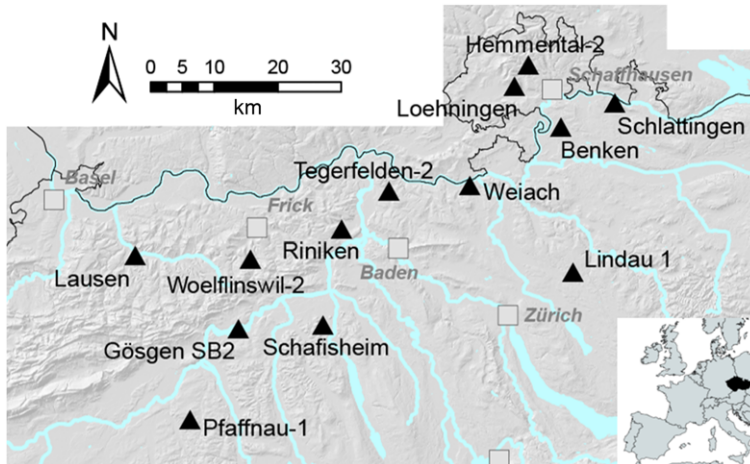 N
0 5 10 20 30
km
Hemmental-2
Schaffhausen
Loehningen
Schlattingen
Benken
Tegerfelden-2
Basel
Weiach
Frick
Riniken
Lausen
Woelflinswil-2
Baden
Lindau 1
Zürich
Gösgen SB2
Schafisheim
Pfaffnau-1